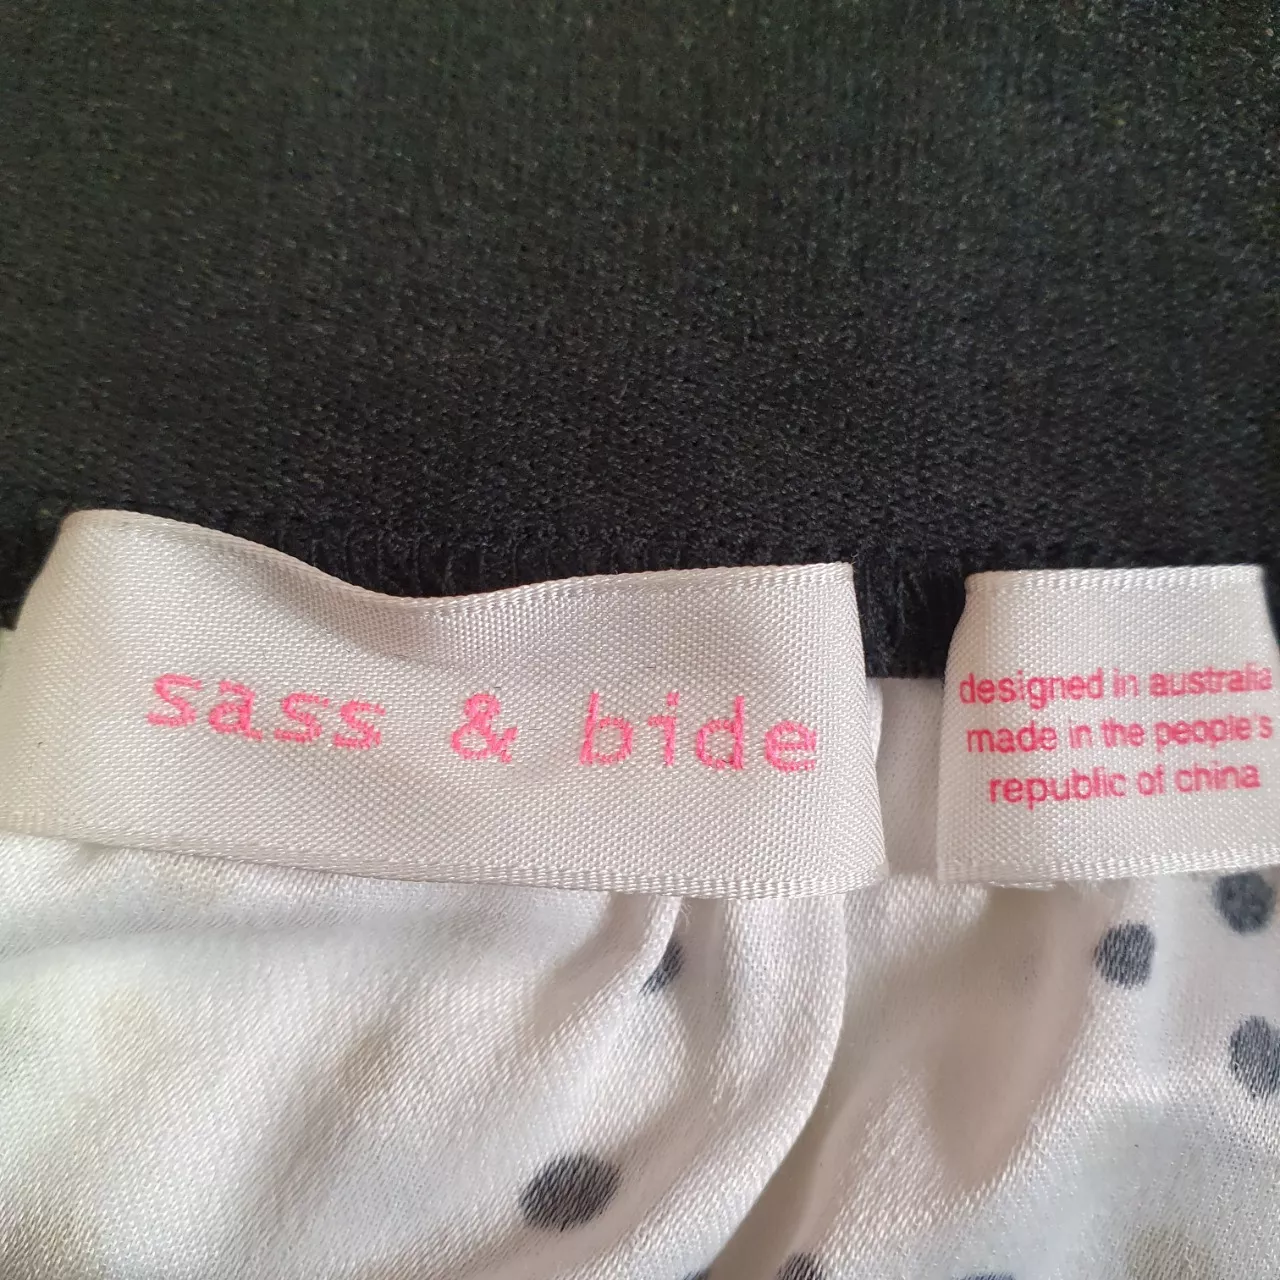 sass & bide
designed in australia
made in the people's
republic of china